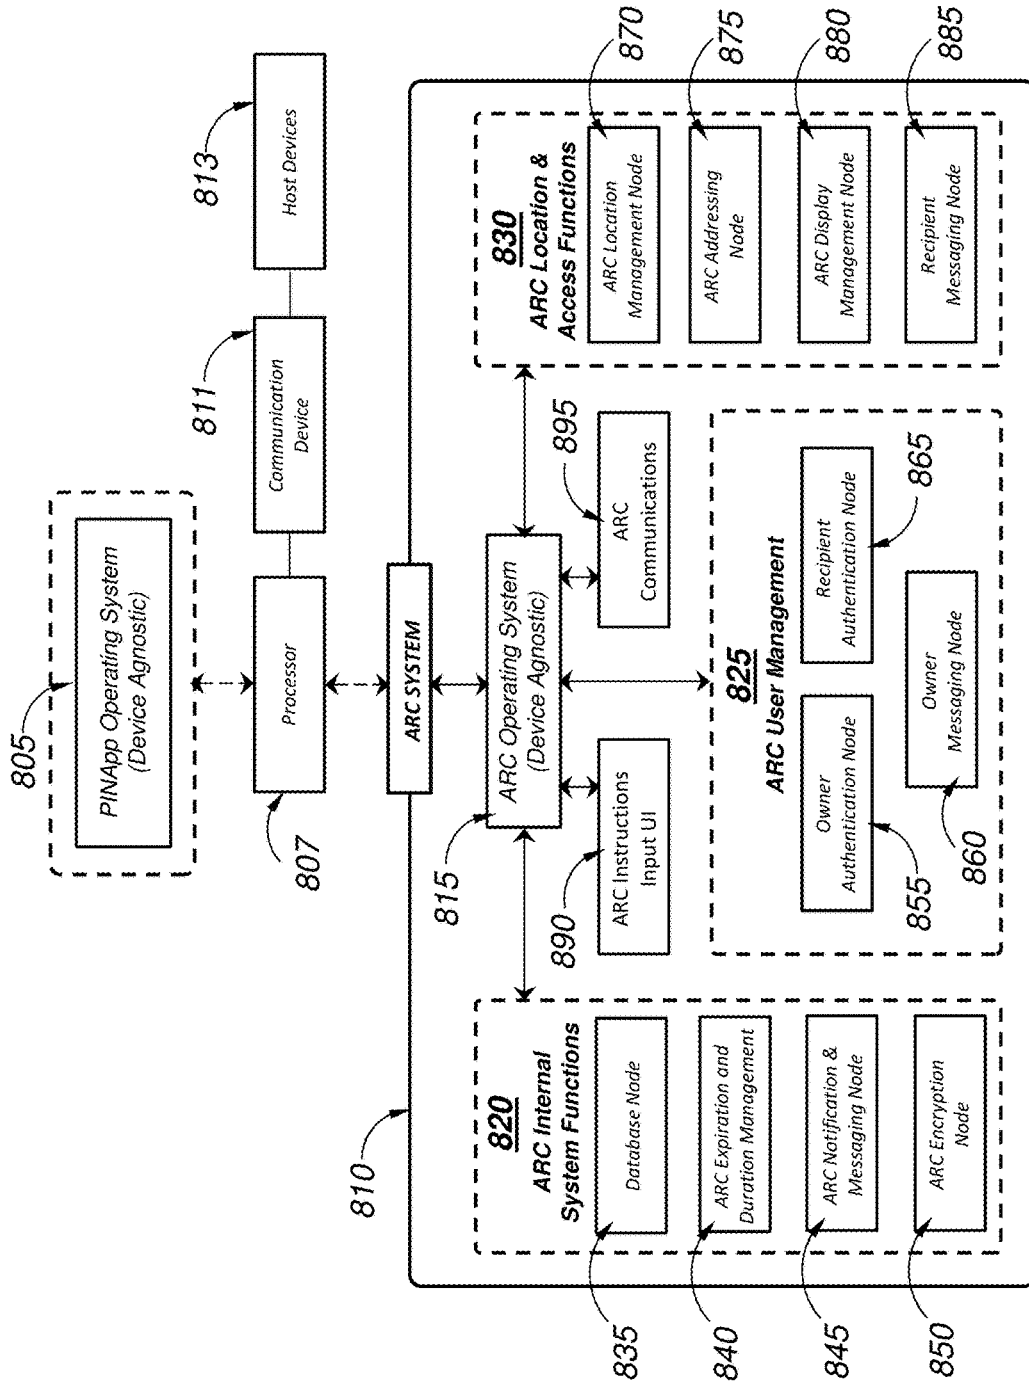 805
PINApp Operating System
(Device Agnostic)
807
Processor
811
Communication
Device
813
Host Devices
810
ARC SYSTEM
815
ARC Operating System
(Device Agnostic)
890
ARC Instructions
Input UI
895
ARC
Communications
820
ARC Internal
System Functions
835
Database Node
840
ARC Expiration and
Duration Management
845
ARC Notification &
Messaging Node
850
ARC Encryption
Node
825
ARC User Management
Owner
Authentication Node
855
Recipient
Authentication Node
865
Owner
Messaging Node
860
830
ARC Location &
Access Functions
ARC Location
Management Node
870
ARC Addressing
Node
875
ARC Display
Management Node
880
Recipient
Messaging Node
885